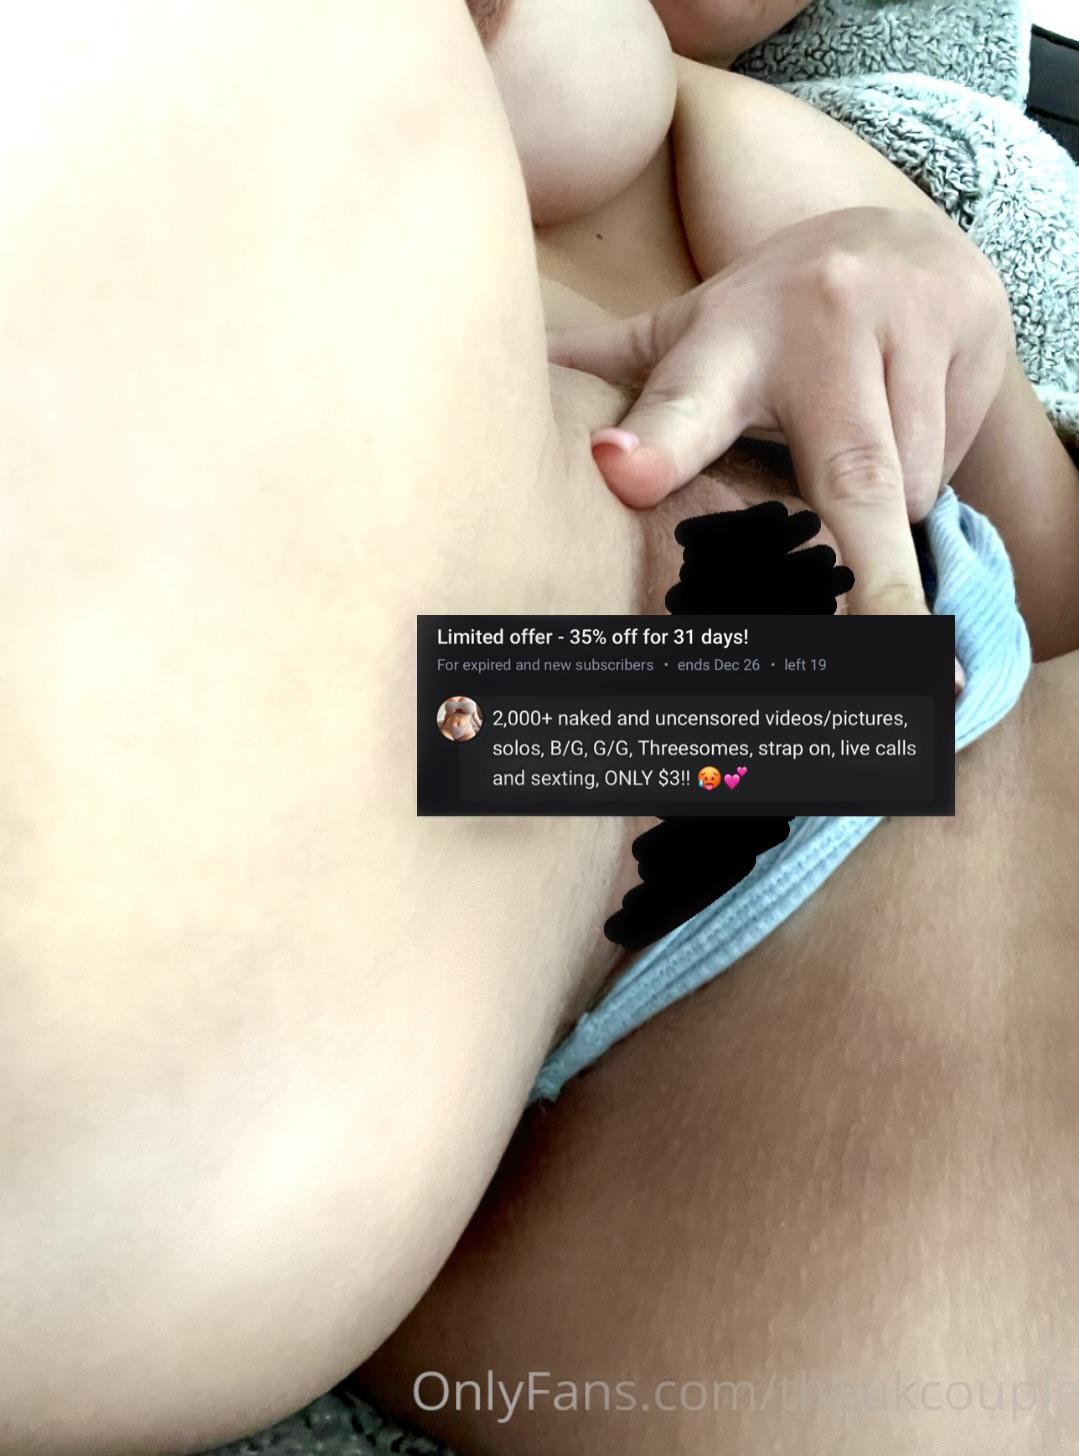 Limited offer - 35% off for 31 days!
For expired and new subscribers • ends Dec 26 • left 19
2,000+ naked and uncensored videos/pictures,
solos, B/G, G/G, Threesomes, strap on, live calls
and sexting, ONLY $3!! 🥵💕
OnlyFans.com/theukcouple